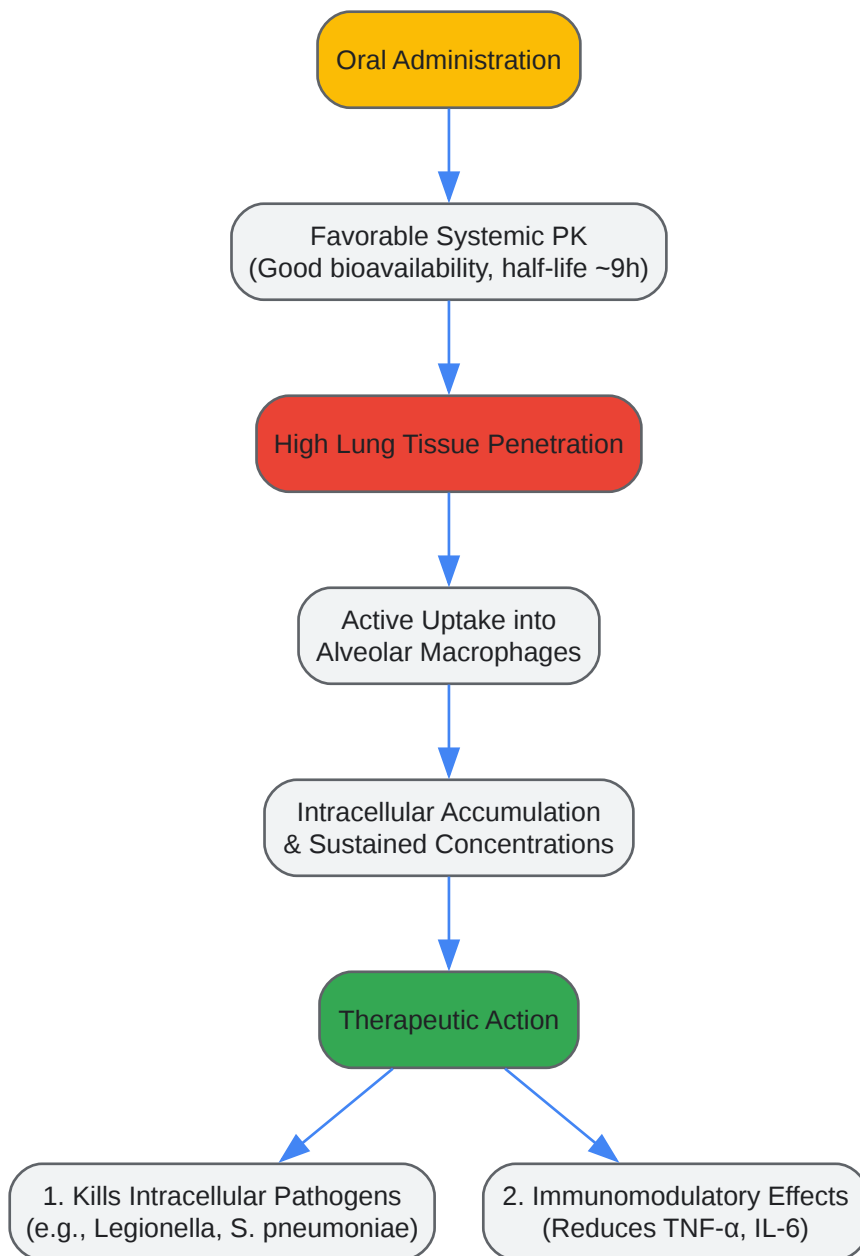 Oral Administration
Favorable Systemic PK
(Good bioavailability, half-life ~9h)
High Lung Tissue Penetration
Active Uptake into
Alveolar Macrophages
Intracellular Accumulation
& Sustained Concentrations
Therapeutic Action
1. Kills Intracellular Pathogens
(e.g., Legionella, S. pneumoniae)
2. Immunomodulatory Effects
(Reduces TNF-α, IL-6)